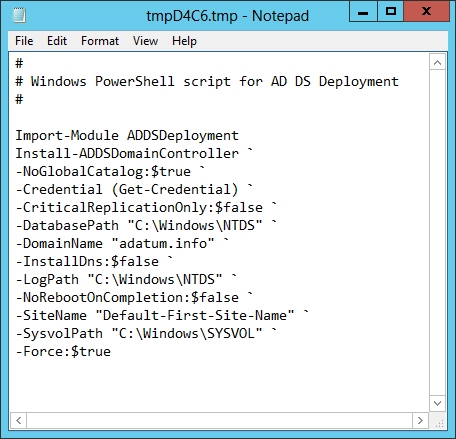 tmpD4C6.tmp - Notepad
File Edit Format View Help
#
# Windows PowerShell script for AD DS Deployment
#
Import-Module ADDSDeployment
Install-ADDSDomainController `
-NoGlobalCatalog:$true `
-Credential (Get-Credential) `
-CriticalReplicationOnly:$false `
-DatabasePath "C:\Windows\NTDS" `
-DomainName "adatum.info" `
-InstallDns:$false `
-LogPath "C:\Windows\NTDS" `
-NoRebootOnCompletion:$false `
-SiteName "Default-First-Site-Name" `
-SysvolPath "C:\Windows\SYSVOL" `
-Force:$true